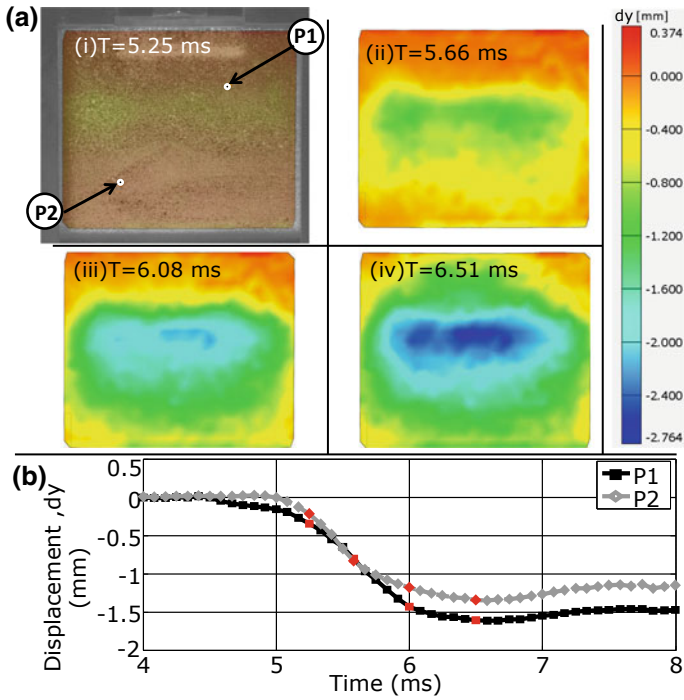 (a)
(i)T=5.25 ms
P1
P2
(ii)T=5.66 ms
(iii)T=6.08 ms
(iv)T=6.51 ms
dy [mm]
0.374
0.000
-0.400
-0.800
-1.200
-1.600
-2.000
-2.400
-2.764
(b)
Displacement ,dy
(mm)
0.5
0
-0.5
-1
-1.5
-2
4 5 6 7 8
Time (ms)
P1
P2